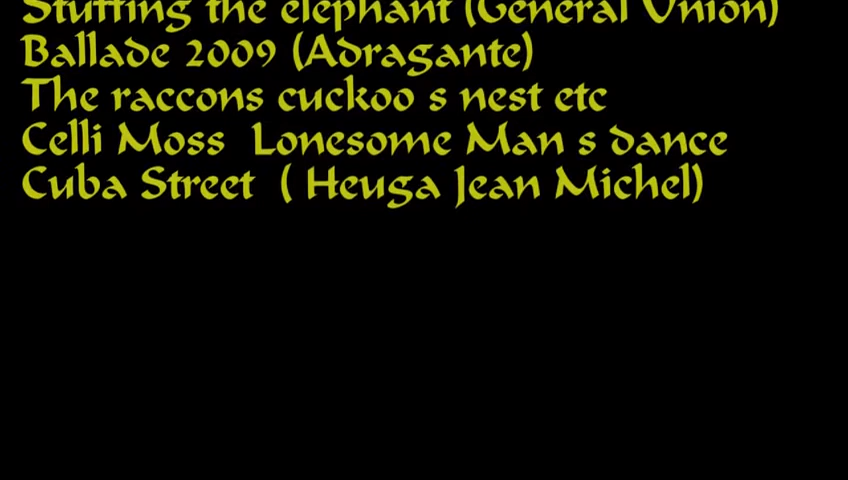 Stuffing the elephant (General Union)
Ballade 2009 (Adragante)
The raccons cuckoo s nest etc
Celli Moss  Lonesome Man s dance
Cuba Street  ( Heuga Jean Michel)